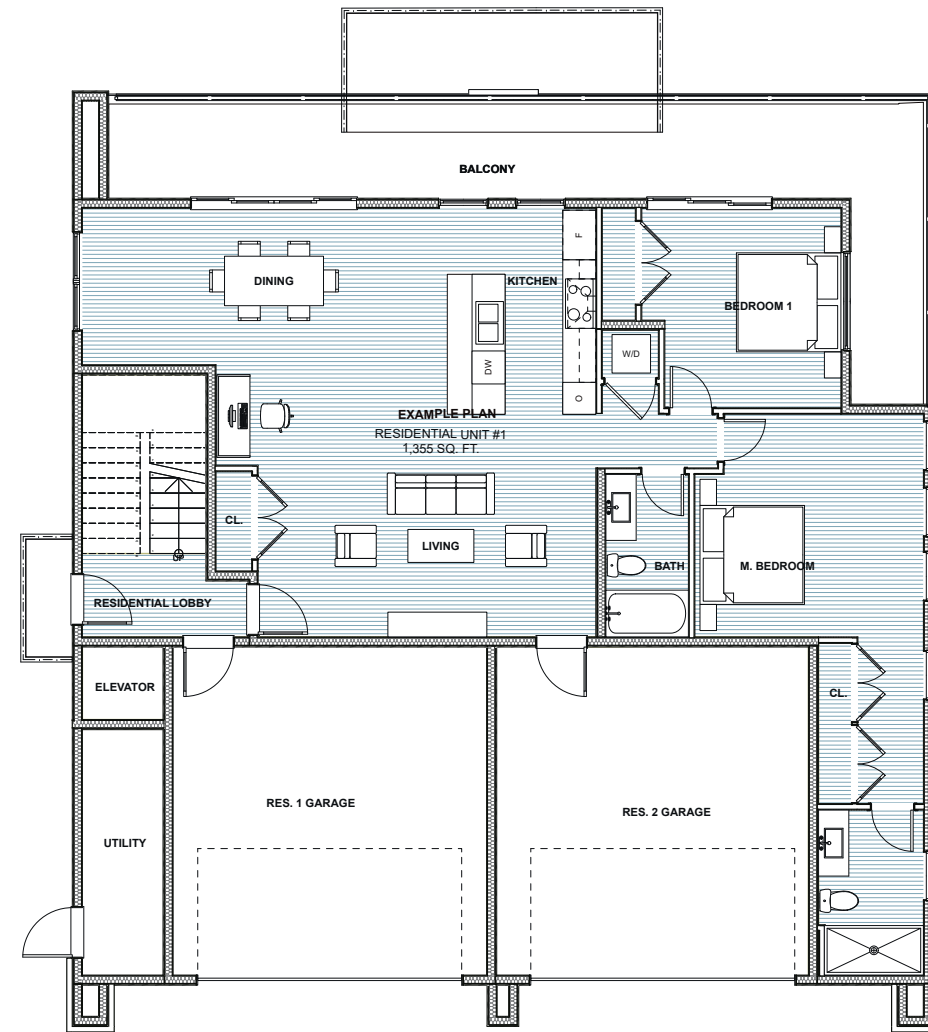 BALCONY
F
DINING
KITCHEN
BEDROOM 1
W/D
DW
O
EXAMPLE PLAN
RESIDENTIAL UNIT #1
1,355 SQ. FT.
CL.
LIVING
UP
BATH
M. BEDROOM
RESIDENTIAL LOBBY
ELEVATOR
CL.
RES. 1 GARAGE
RES. 2 GARAGE
UTILITY